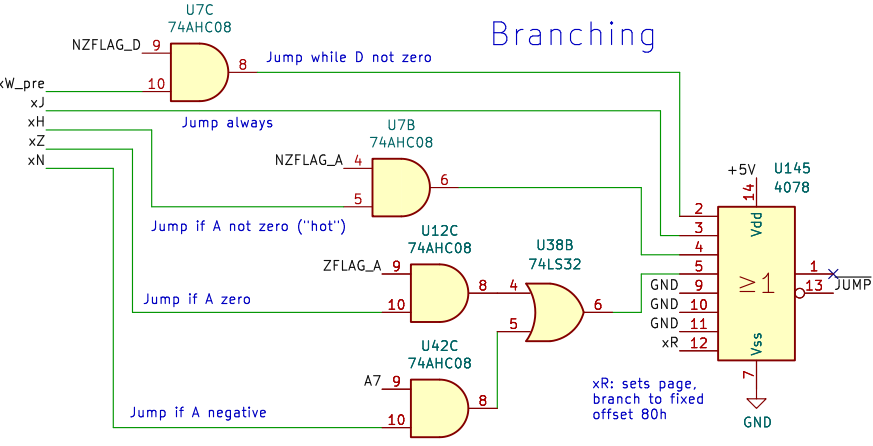 U7C
74AHC08
Branching
NZFLAG_D 9
8
10
Jump while D not zero
xW_pre
xJ
Jump always
xH
xZ
xN
U7B
74AHC08
NZFLAG_A 4
6
5
Jump if A not zero ("hot")
+5V
U145
4078
14
Vdd
2
3
4
5
GND 9
GND 10
GND 11
xR 12
≥1
1
13
JUMP
Vss
7
GND
U12C
74AHC08
ZFLAG_A 9
8
10
Jump if A zero
U38B
74LS32
4
5
6
U42C
74AHC08
A7 9
8
10
Jump if A negative
xR: sets page,
branch to fixed
offset 80h